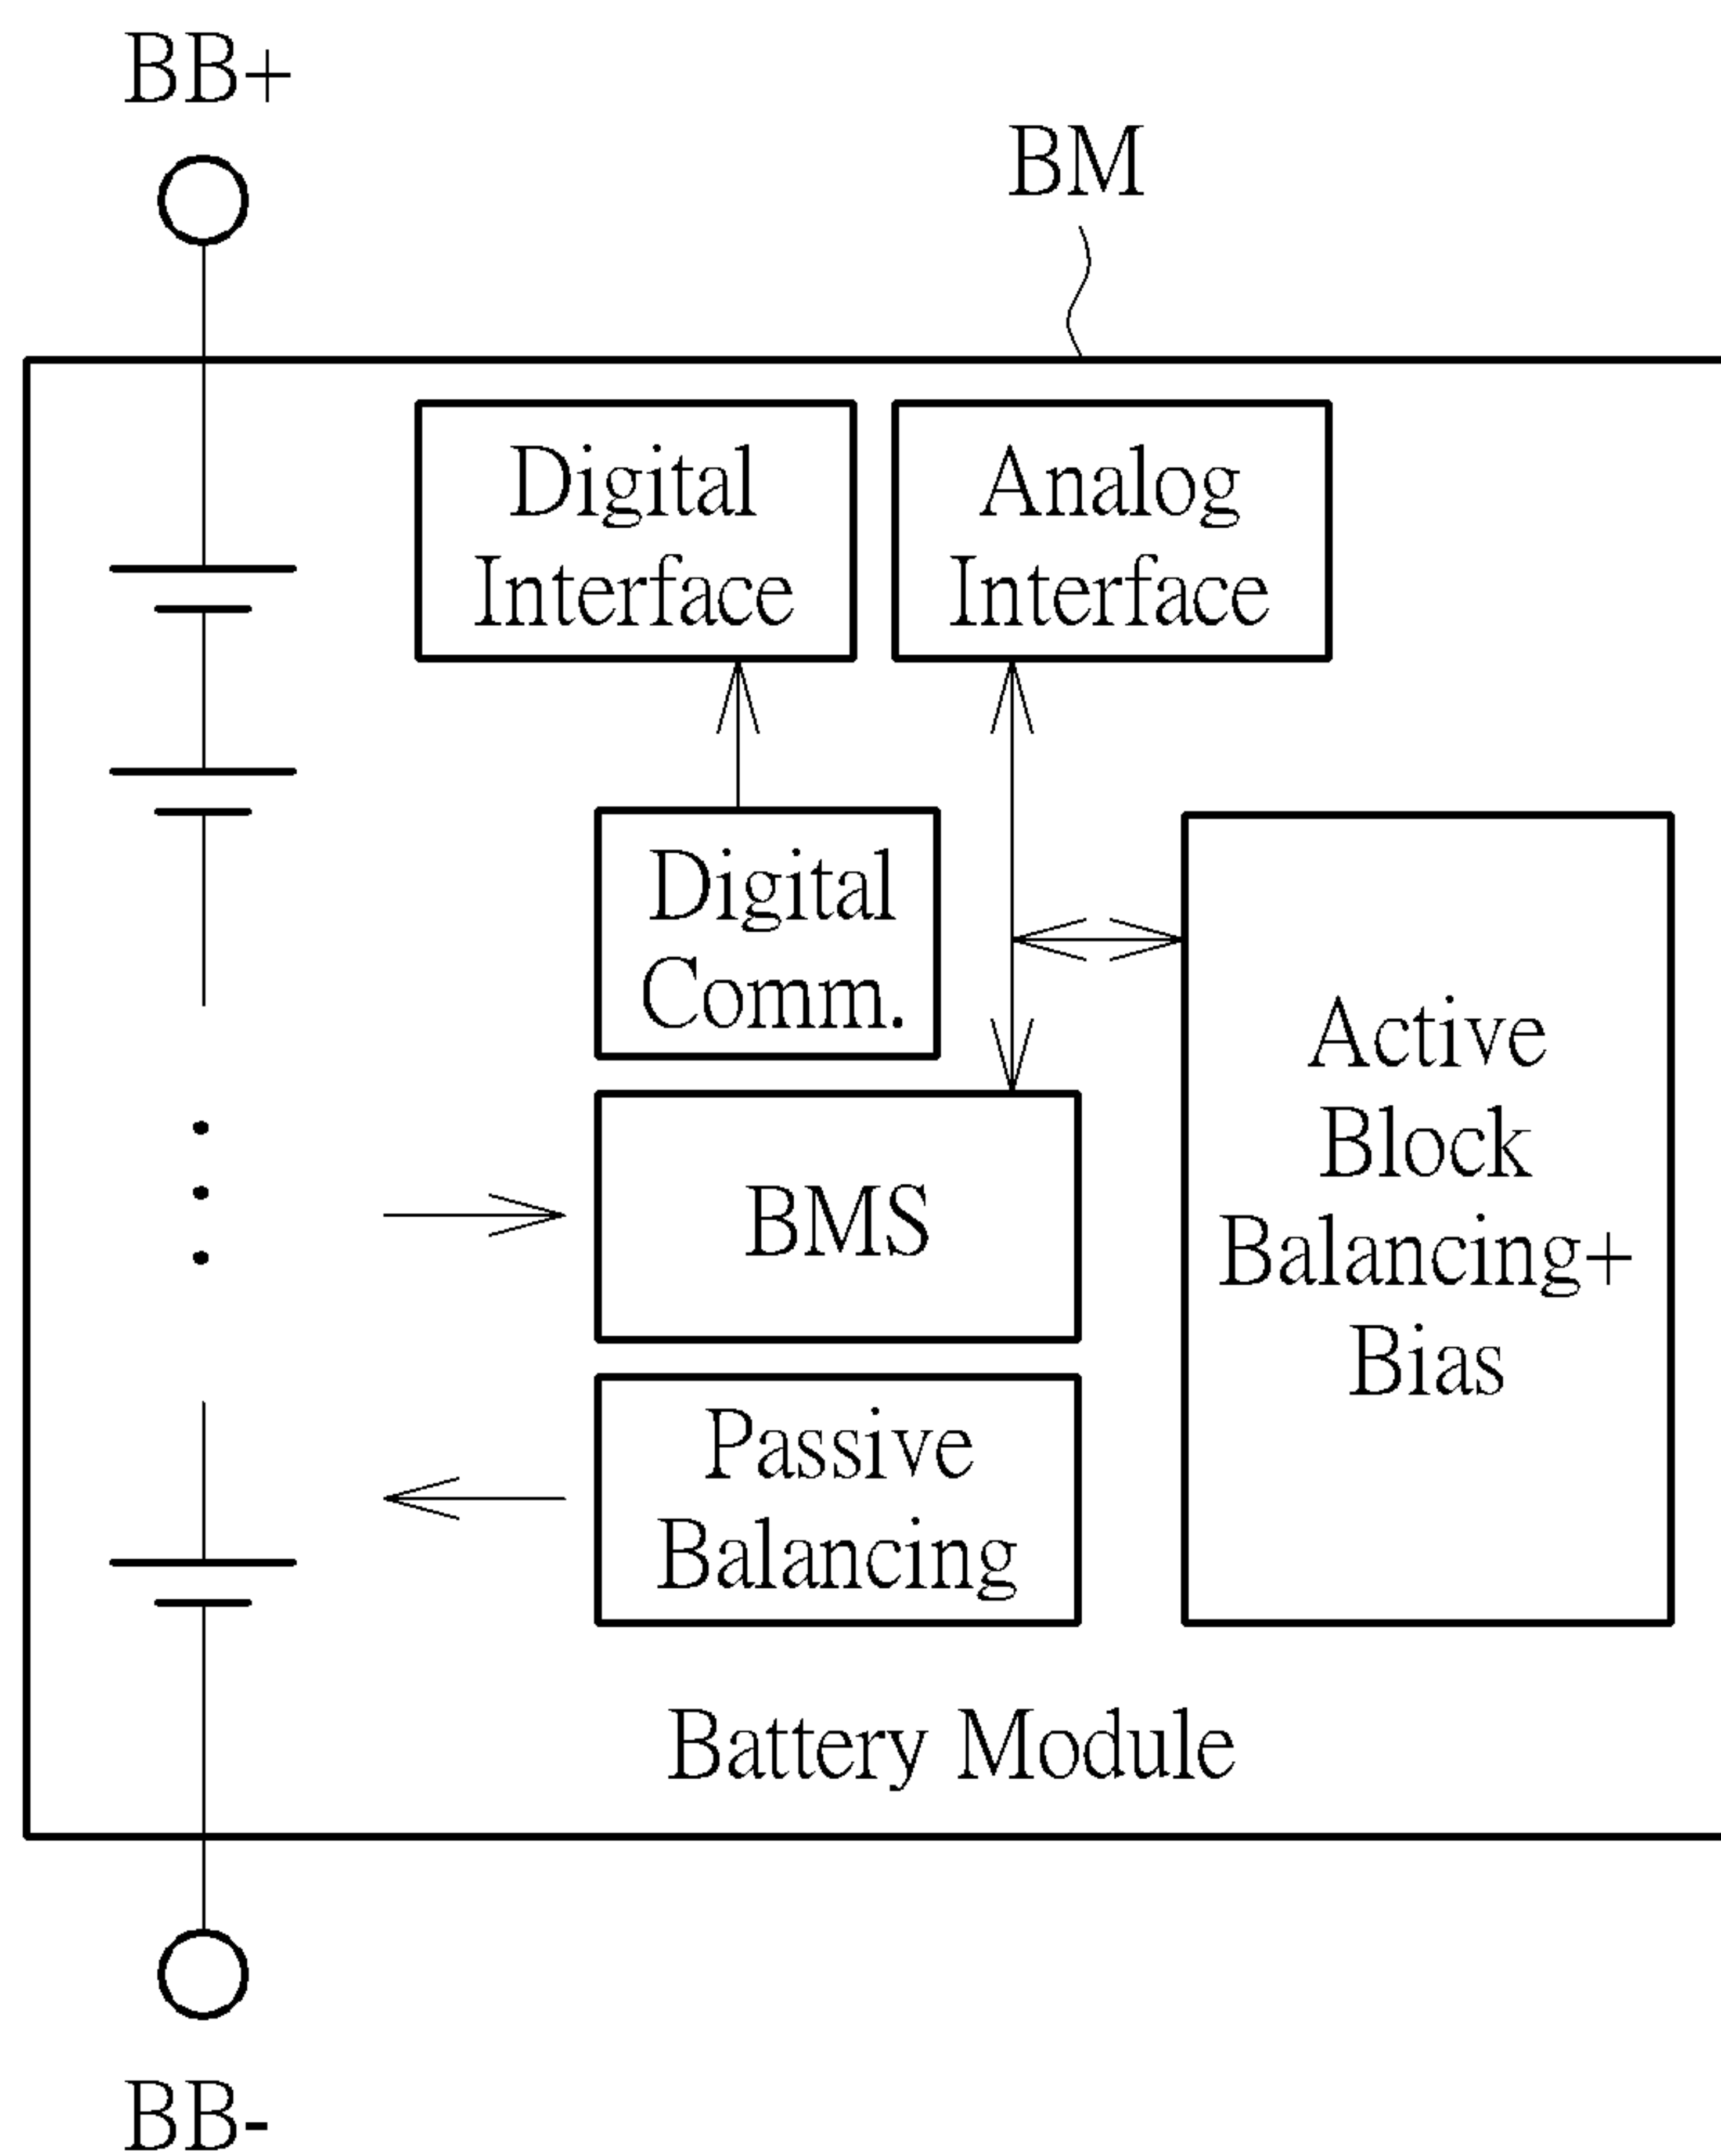 BB+
BM
Digital
Interface
Analog
Interface
Digital
Comm.
BMS
Passive
Balancing
Active
Block
Balancing+
Bias
Battery Module
BB-